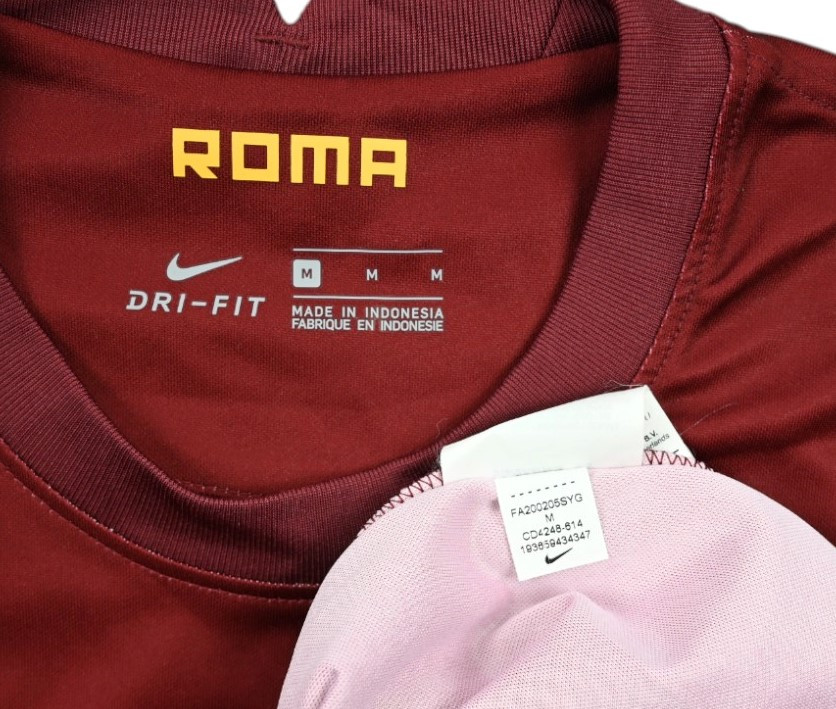 ROMA
DRI-FIT
M M M
MADE IN INDONESIA
FABRIQUE EN INDONESIE
B.V.
FA200205SYG
M
CD4248-614
193659434347